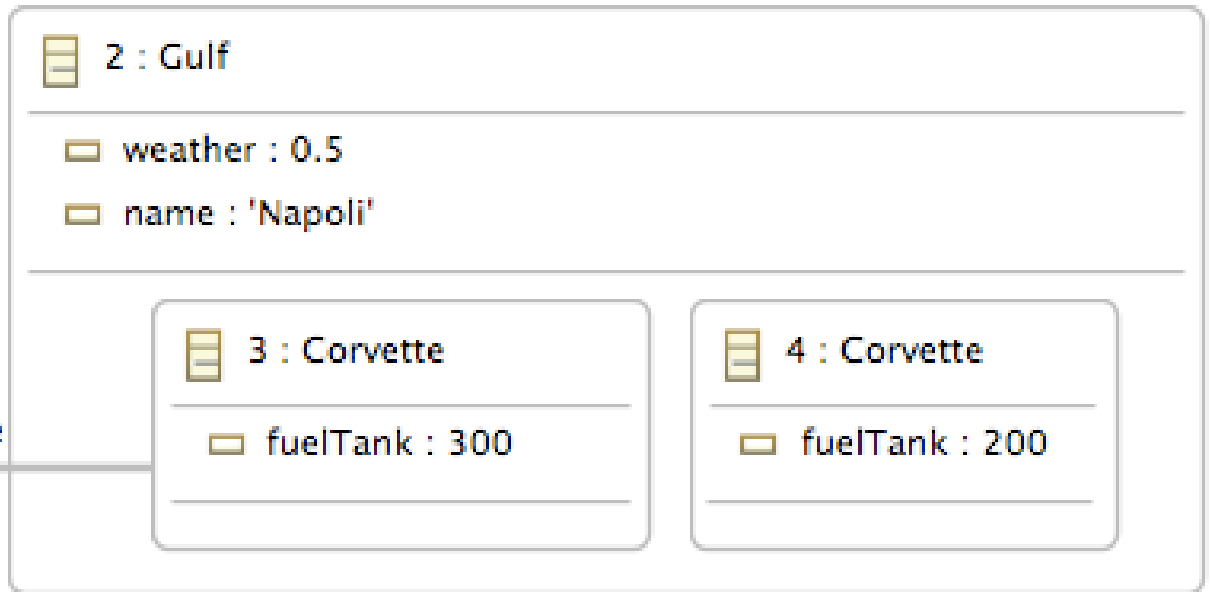 2 : Gulf
weather : 0.5
name : 'Napoli'
3 : Corvette
4 : Corvette
fuelTank : 300
fuelTank : 200